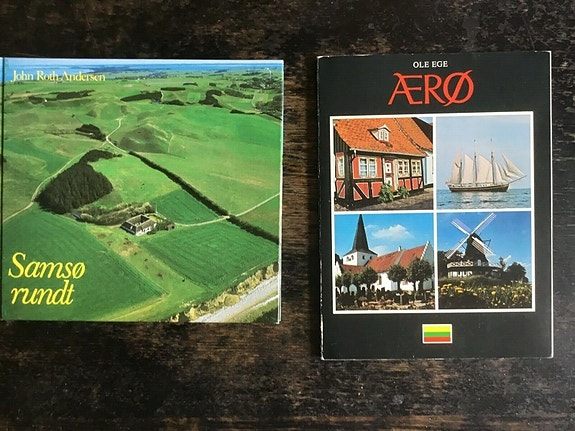 John Roth Andersen
Samsø
rundt
OLE EGE
ÆRØ